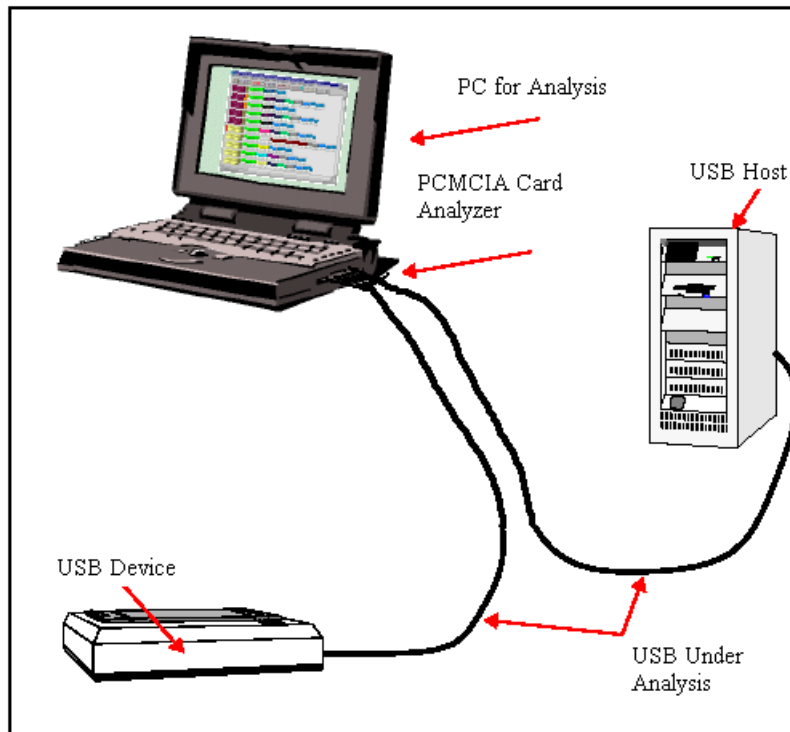 PC for Analysis
PCMCIA Card
Analyzer
USB Host
USB Device
USB Under
Analysis